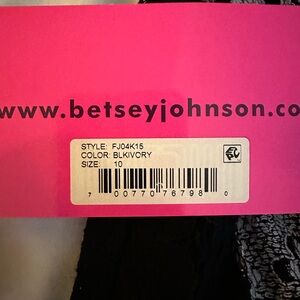 www.betseyjohnson.co
STYLE: FJ04K15
COLOR: BLKIVORY
SIZE: 10
7 00770 76798 0